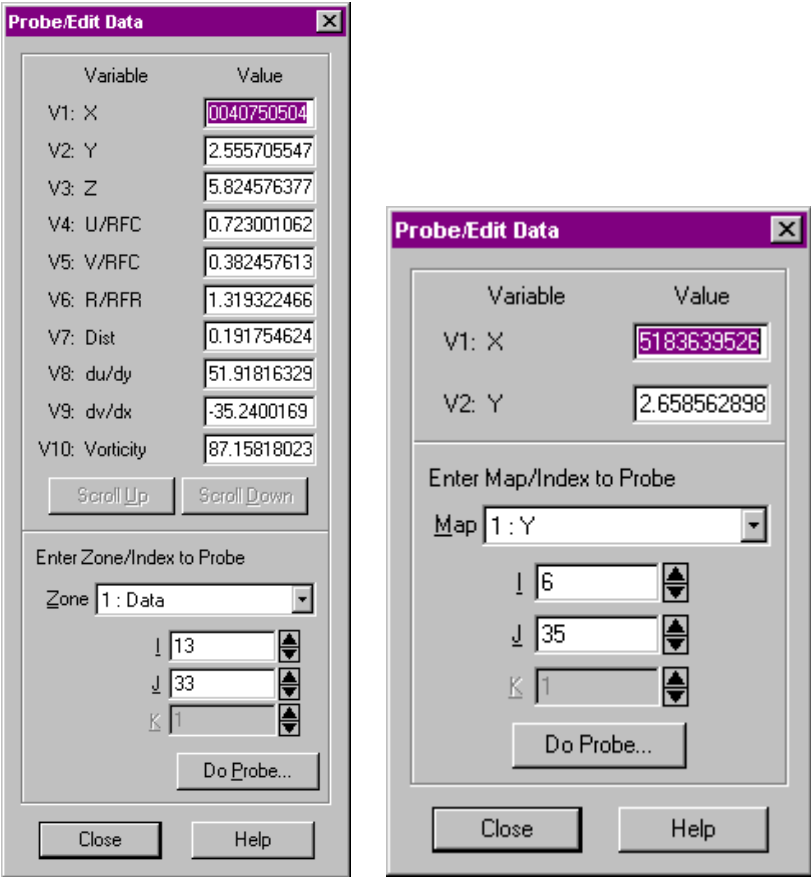 Probe/Edit Data
Variable Value
V1: X 0040750504
V2: Y 2.555705547
V3: Z 5.824576377
V4: U/RFC 0.723001062
V5: V/RFC 0.382457613
V6: R/RFR 1.319322466
V7: Dist 0.191754624
V8: du/dy 51.91816329
V9: dv/dx -35.2400169
V10: Vorticity 87.15818023
Scroll Up Scroll Down
Enter Zone/Index to Probe
Zone 1 : Data
I 13
J 33
K 1
Do Probe...
Close Help
Probe/Edit Data
Variable Value
V1: X 5183639526
V2: Y 2.658562898
Enter Map/Index to Probe
Map 1 : Y
I 6
J 35
K 1
Do Probe...
Close Help